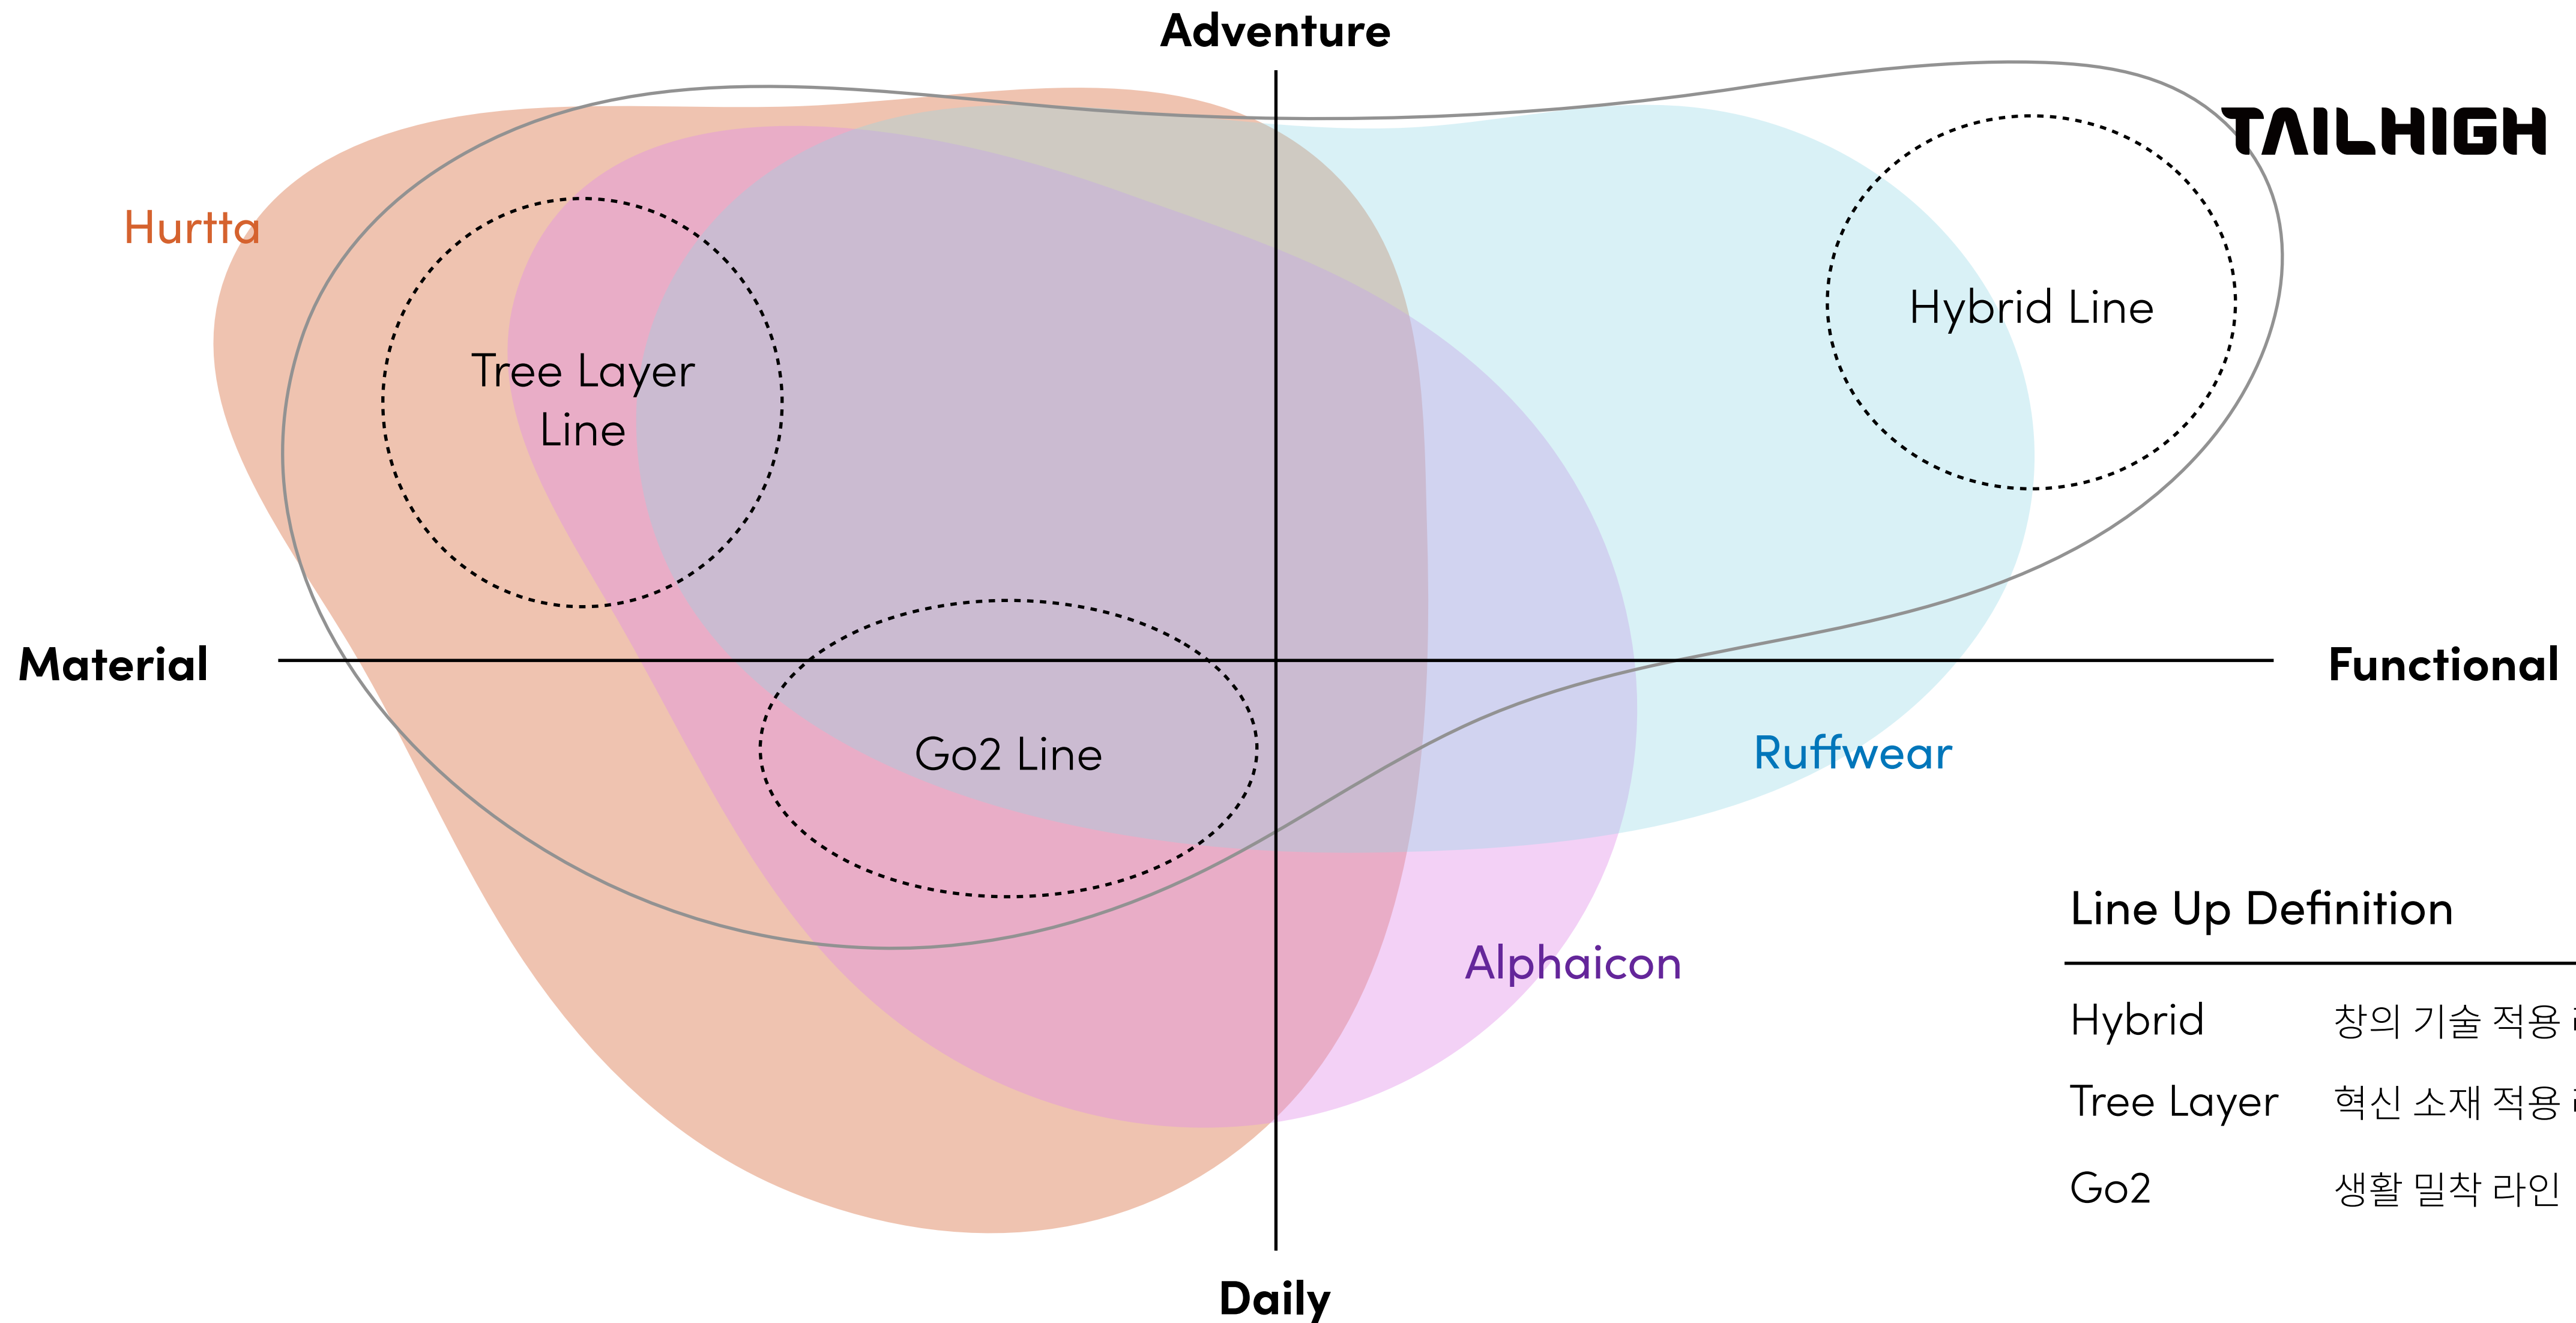 Adventure
TAILHIGH
Hurtta
Hybrid Line
Tree Layer
Line
Material
Functional
Go2 Line
Ruffwear
Alphaicon
Line Up Definition
Hybrid 창의 기술 적용
Tree Layer 혁신 소재 적용
Go2 생활 밀착 라인
Daily